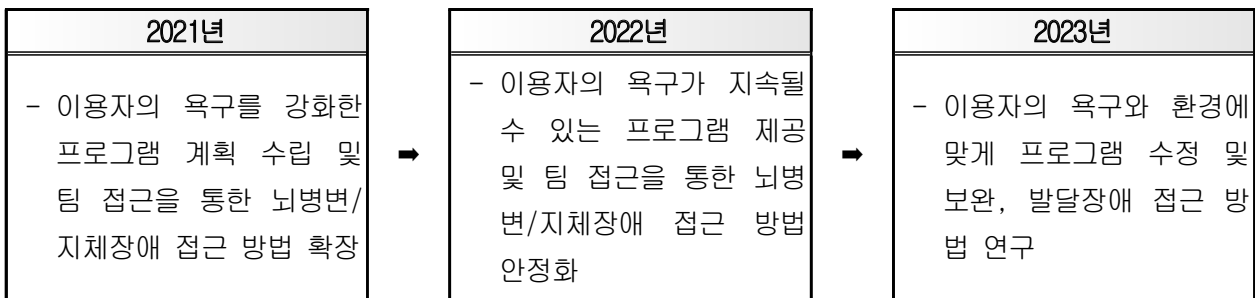 2021년
- 이용자의 욕구를 강화한
프로그램 계획 수립 및
팀 접근을 통한 뇌병변/
지체장애 접근 방법 확장
➡
2022년
- 이용자의 욕구가 지속될
수 있는 프로그램 제공
및 팀 접근을 통한 뇌병
변/지체장애 접근 방법
안정화
➡
2023년
- 이용자의 욕구와 환경에
맞게 프로그램 수정 및
보완, 발달장애 접근 방
법 연구